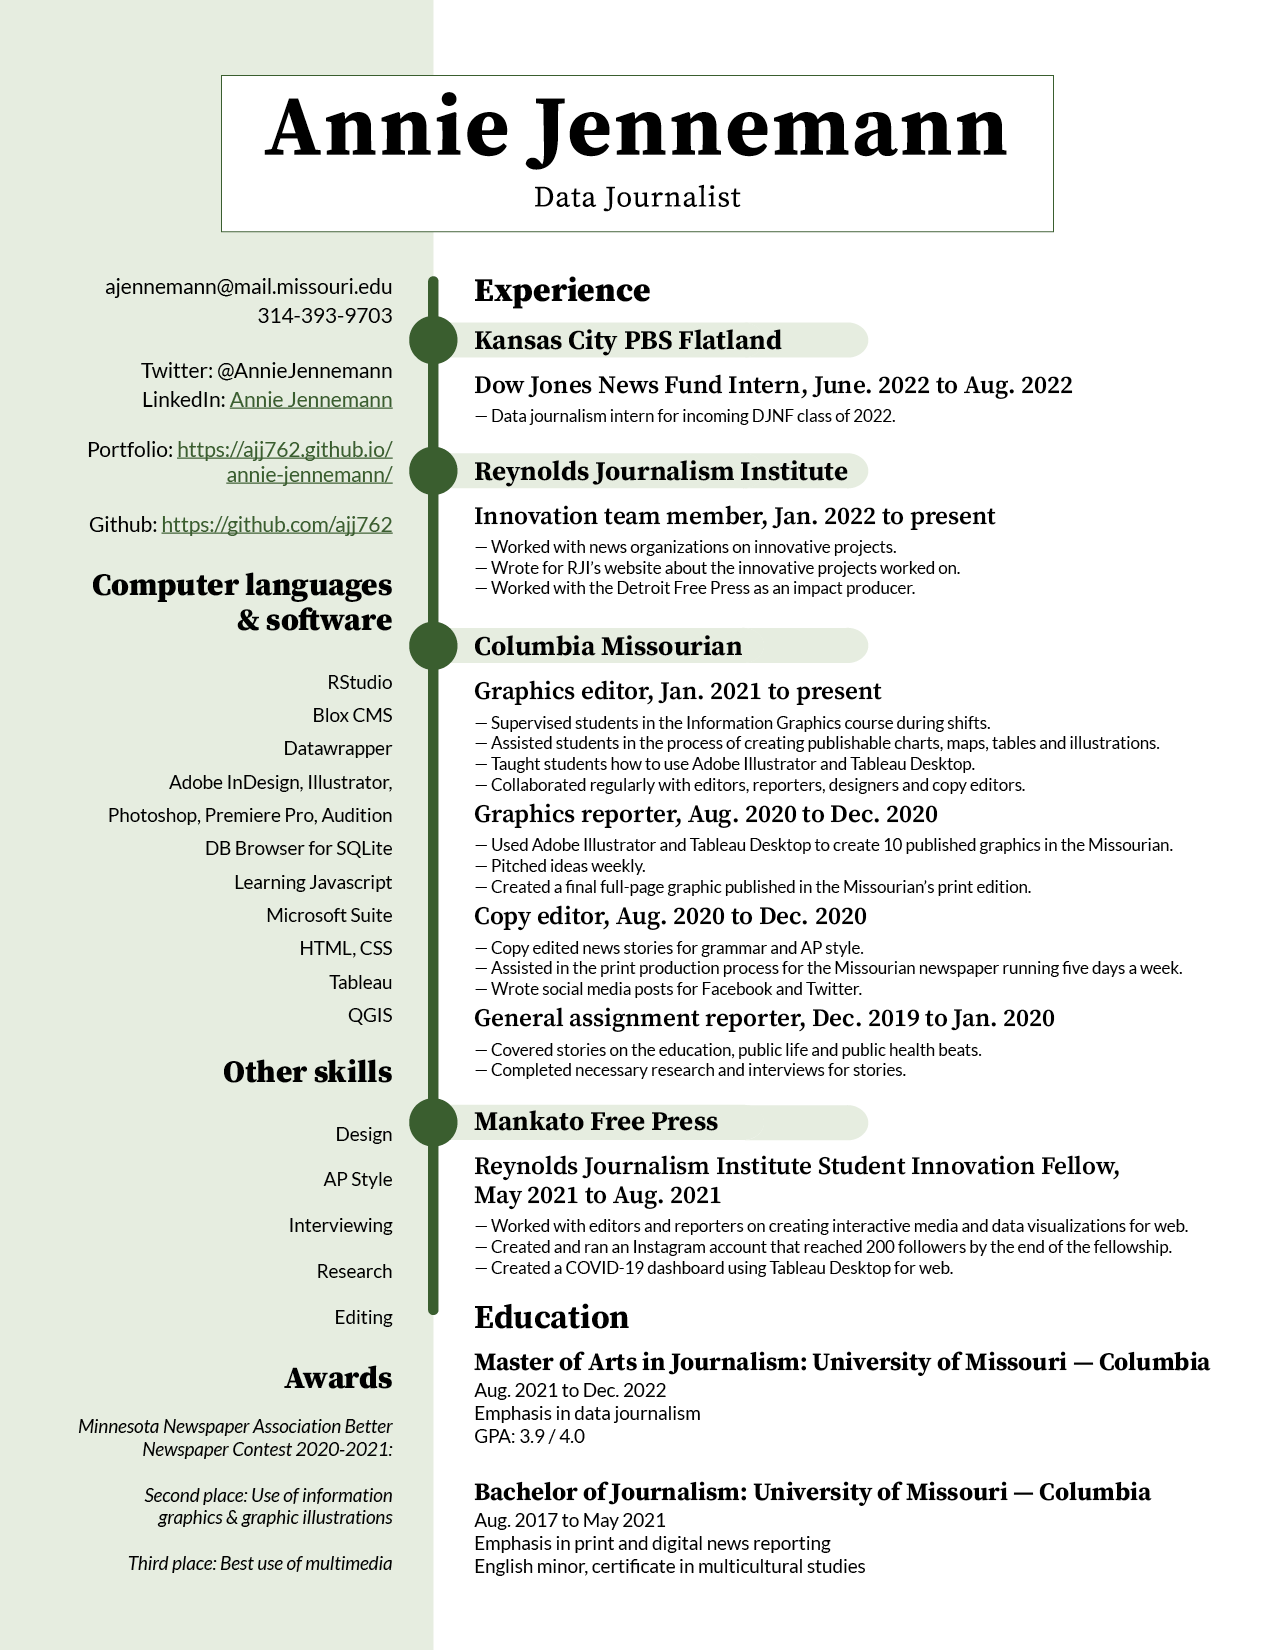 Annie Jennemann
Data Journalist
ajennemann@mail.missouri.edu
314-393-9703
Twitter: @AnnieJennemann
LinkedIn: Annie Jennemann
Portfolio: https://ajj762.github.io/
annie-jennemann/
Github: https://github.com/ajj762
Computer languages
& software
RStudio
Blox CMS
Datawrapper
Adobe InDesign, Illustrator,
Photoshop, Premiere Pro, Audition
DB Browser for SQLite
Learning Javascript
Microsoft Suite
HTML, CSS
Tableau
QGIS
Other skills
Design
AP Style
Interviewing
Research
Editing
Awards
Minnesota Newspaper Association Better
Newspaper Contest 2020-2021:
Second place: Use of information
graphics & graphic illustrations
Third place: Best use of multimedia
Experience
Kansas City PBS Flatland
Dow Jones News Fund Intern, June. 2022 to Aug. 2022
— Data journalism intern for incoming DJNF class of 2022.
Reynolds Journalism Institute
Innovation team member, Jan. 2022 to present
— Worked with news organizations on innovative projects.
— Wrote for RJI’s website about the innovative projects worked on.
— Worked with the Detroit Free Press as an impact producer.
Columbia Missourian
Graphics editor, Jan. 2021 to present
— Supervised students in the Information Graphics course during shifts.
— Assisted students in the process of creating publishable charts, maps, tables and illustrations.
— Taught students how to use Adobe Illustrator and Tableau Desktop.
— Collaborated regularly with editors, reporters, designers and copy editors.
Graphics reporter, Aug. 2020 to Dec. 2020
— Used Adobe Illustrator and Tableau Desktop to create 10 published graphics in the Missourian.
— Pitched ideas weekly.
— Created a final full-page graphic published in the Missourian’s print edition.
Copy editor, Aug. 2020 to Dec. 2020
— Copy edited news stories for grammar and AP style.
— Assisted in the print production process for the Missourian newspaper running five days a week.
— Wrote social media posts for Facebook and Twitter.
General assignment reporter, Dec. 2019 to Jan. 2020
— Covered stories on the education, public life and public health beats.
— Completed necessary research and interviews for stories.
Mankato Free Press
Reynolds Journalism Institute Student Innovation Fellow,
May 2021 to Aug. 2021
— Worked with editors and reporters on creating interactive media and data visualizations for web.
— Created and ran an Instagram account that reached 200 followers by the end of the fellowship.
— Created a COVID-19 dashboard using Tableau Desktop for web.
Education
Master of Arts in Journalism: University of Missouri — Columbia
Aug. 2021 to Dec. 2022
Emphasis in data journalism
GPA: 3.9 / 4.0
Bachelor of Journalism: University of Missouri — Columbia
Aug. 2017 to May 2021
Emphasis in print and digital news reporting
English minor, certificate in multicultural studies